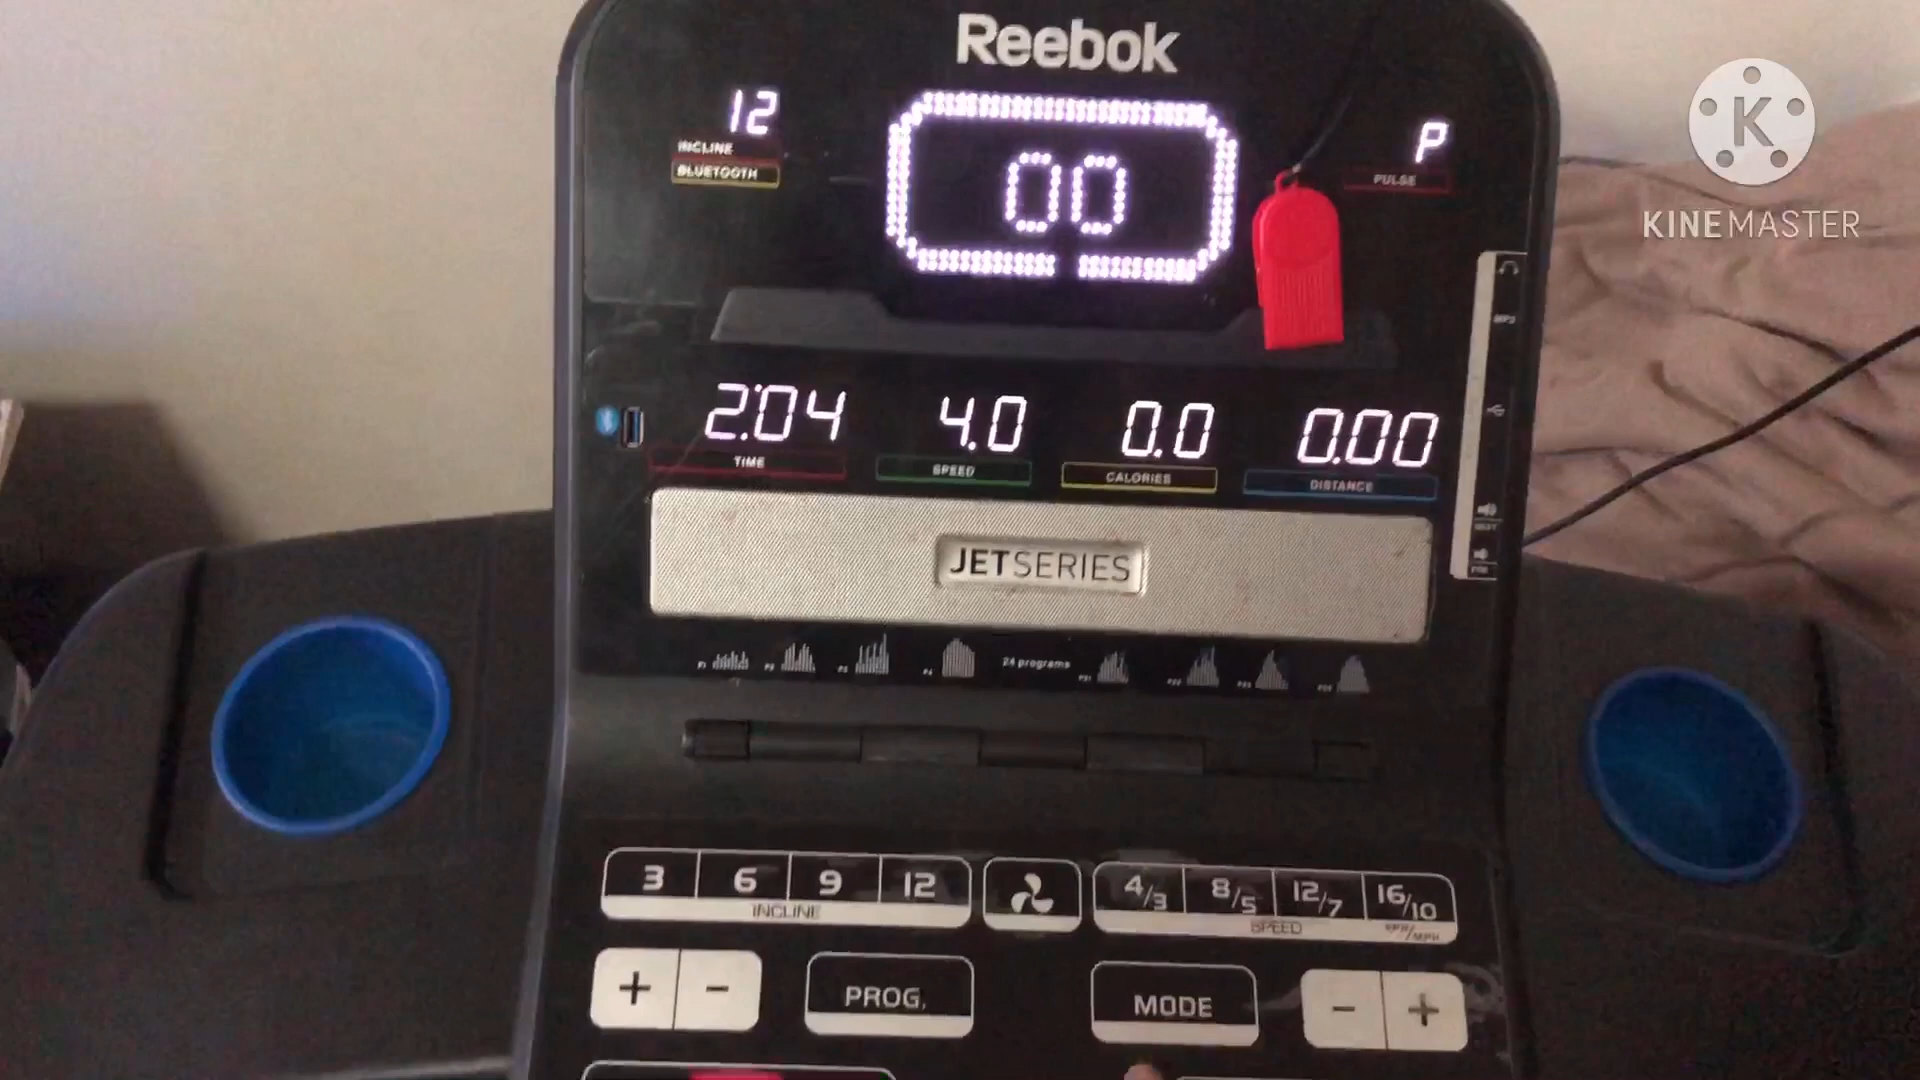 Reebok
12
INCLINE
BLUETOOTH
00
P
PULSE
K
KINEMASTER
MP3
2:04
TIME
4.0
SPEED
0.0
CALORIES
0.00
DISTANCE
JETSERIES
24 programs
3 6 9 12
INCLINE
4/3 8/5 12/7 16/10
SPEED
+ -
PROG.
MODE
- +